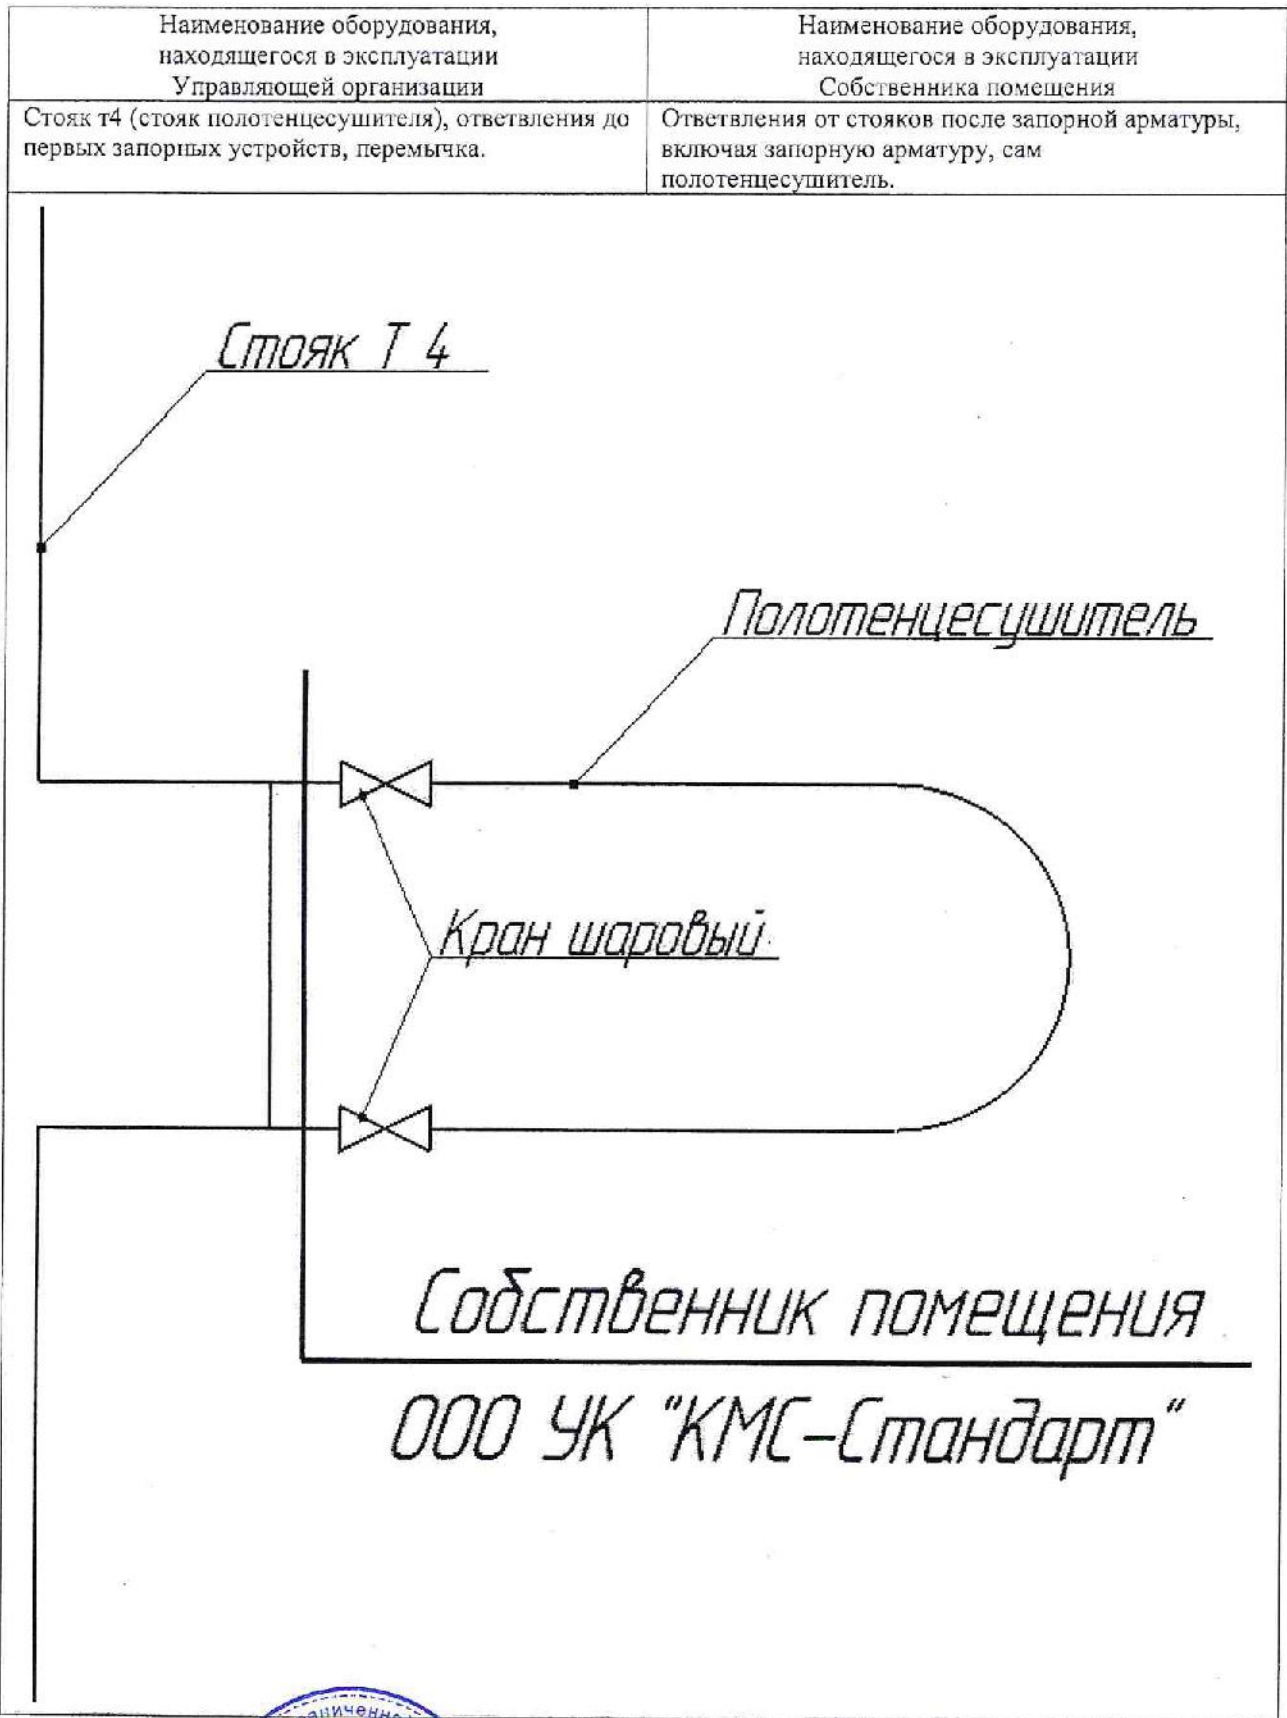 Наименование оборудования,
находящегося в эксплуатации
Управляющей организации
Наименование оборудования,
находящегося в эксплуатации
Собственника помещения
Стояк т4 (стояк полотенцесушителя), ответвления до
первых запорных устройств, перемычка.
Ответвления от стояков после запорной арматуры,
включая запорную арматуру, сам
полотенцесушитель.
Стояк Т 4
Полотенцесушитель
Кран шаровый
Собственник помещения
ООО УК "КМС-Стандарт"